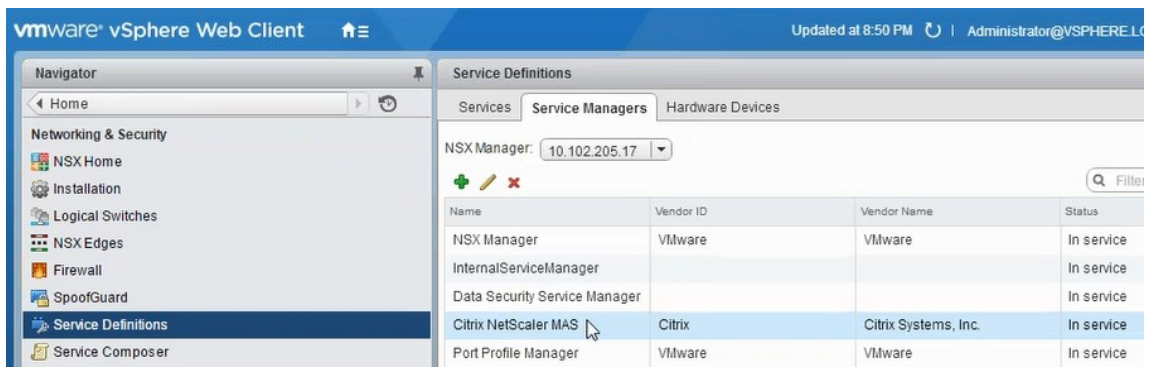 vmware® vSphere Web Client
Updated at 8:50 PM | Administrator@VSPHERE.LO
Navigator
Home
Networking & Security
NSX Home
Installation
Logical Switches
NSX Edges
Firewall
SpoofGuard
Service Definitions
Service Composer
Service Definitions
Services Service Managers Hardware Devices
NSX Manager: 10.102.205.17
Filter
Name Vendor ID Vendor Name Status
NSX Manager VMware VMware In service
InternalServiceManager In service
Data Security Service Manager In service
Citrix NetScaler MAS Citrix Citrix Systems, Inc. In service
Port Profile Manager VMware VMware In service